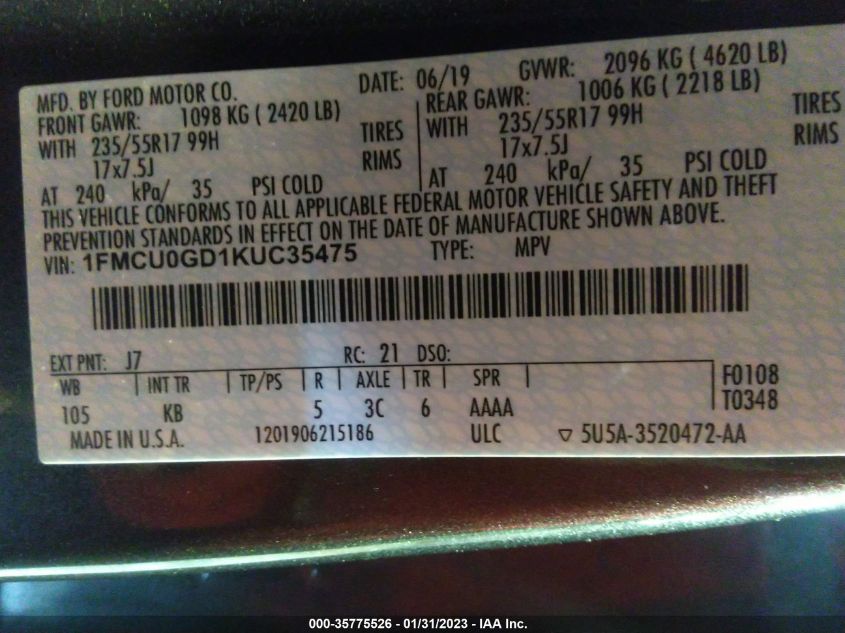 MFD. BY FORD MOTOR CO. DATE: 06/19 GVWR: 2096 KG ( 4620 LB)
FRONT GAWR: 1098 KG ( 2420 LB) REAR GAWR: 1006 KG ( 2218 LB)
WITH 235/55R17 99H TIRES WITH 235/55R17 99H TIRES
17x7.5J RIMS 17x7.5J RIMS
AT 240 kPa/ 35 PSI COLD AT 240 kPa/ 35 PSI COLD
THIS VEHICLE CONFORMS TO ALL APPLICABLE FEDERAL MOTOR VEHICLE SAFETY AND THEFT
PREVENTION STANDARDS IN EFFECT ON THE DATE OF MANUFACTURE SHOWN ABOVE.
VIN: 1FMCU0GD1KUC35475 TYPE: MPV
EXT PNT: J7 RC: 21 DSO:
WB INT TR TP/PS R AXLE TR SPR F0108
105 KB 5 3C 6 AAAA T0348
MADE IN U.S.A. 1201906215186 ULC ▽ 5U5A-3520472-AA
000-35775526 - 01/31/2023 - IAA Inc.